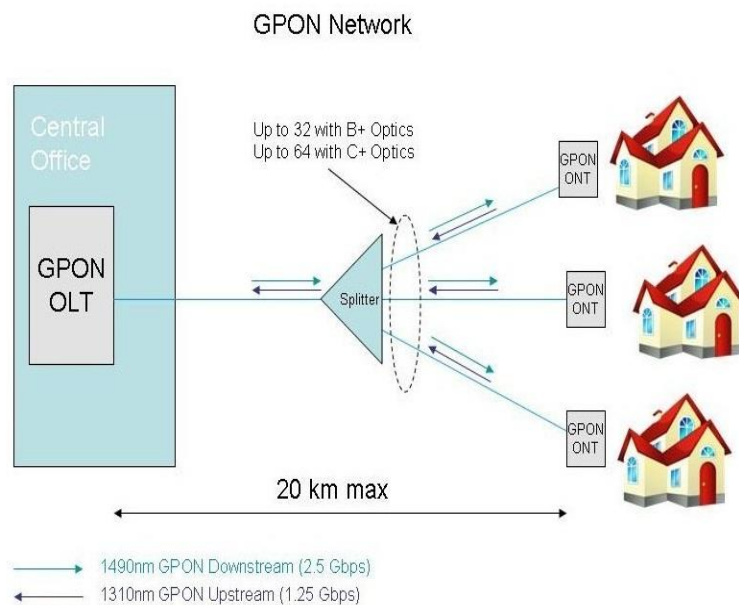 GPON Network
Central
Office
GPON
OLT
Up to 32 with B+ Optics
Up to 64 with C+ Optics
Splitter
GPON
ONT
GPON
ONT
GPON
ONT
20 km max
1490nm GPON Downstream (2.5 Gbps)
1310nm GPON Upstream (1.25 Gbps)